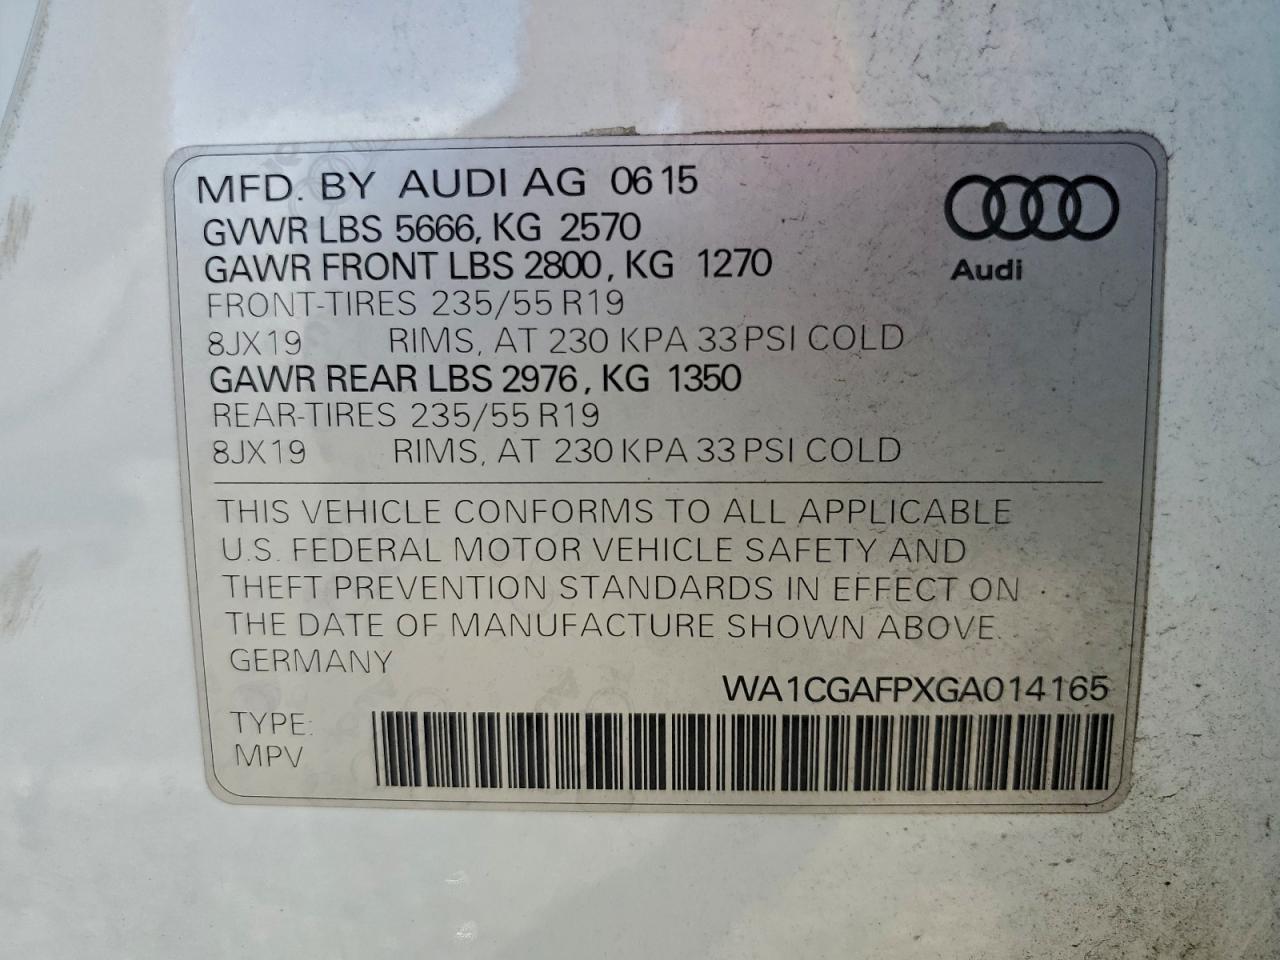 MFD. BY AUDI AG 06 15
GVWR LBS 5666, KG 2570
GAWR FRONT LBS 2800, KG 1270
FRONT-TIRES 235/55 R19
8JX19 RIMS, AT 230 KPA 33 PSI COLD
GAWR REAR LBS 2976, KG 1350
REAR-TIRES 235/55 R19
8JX19 RIMS, AT 230 KPA 33 PSI COLD
Audi
THIS VEHICLE CONFORMS TO ALL APPLICABLE
U.S. FEDERAL MOTOR VEHICLE SAFETY AND
THEFT PREVENTION STANDARDS IN EFFECT ON
THE DATE OF MANUFACTURE SHOWN ABOVE.
GERMANY
WA1CGAFPXGA014165
TYPE:
MPV